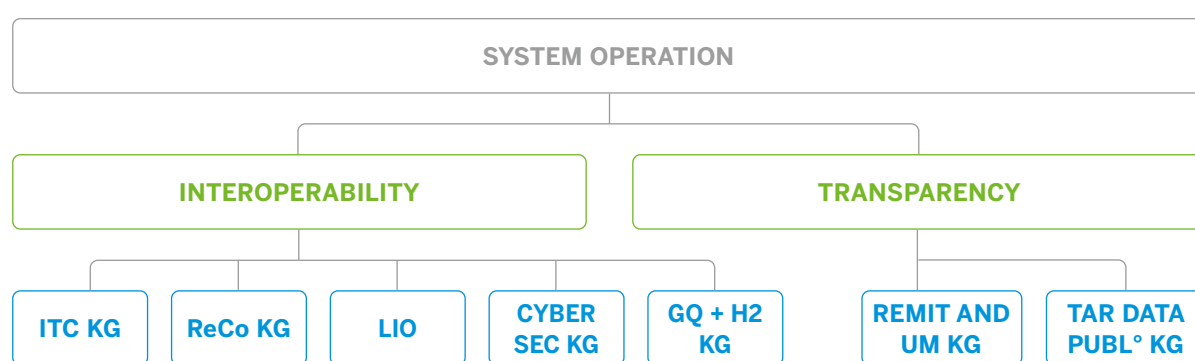 SYSTEM OPERATION
INTEROPERABILITY
TRANSPARENCY
ITC KG
ReCo KG
LIO
CYBER
SEC KG
GQ + H2
KG
REMIT AND
UM KG
TAR DATA
PUBL° KG